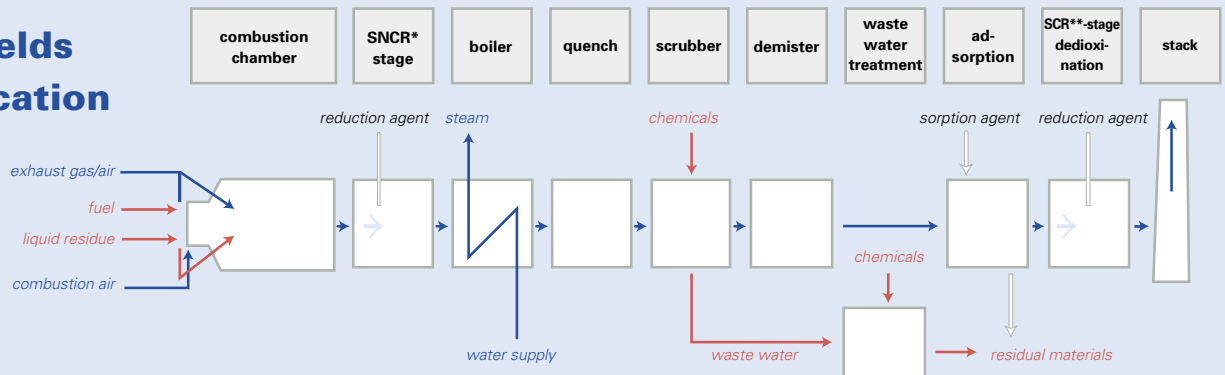 elds
cation
combustion
chamber
SNCR*
stage
boiler
quench
scrubber
demister
waste
water
treatment
ad-
sorption
SCR**-stage
dedioxi-
nation
stack
reduction agent
steam
chemicals
sorption agent
reduction agent
exhaust gas/air
fuel
liquid residue
combustion air
chemicals
water supply
waste water
residual materials